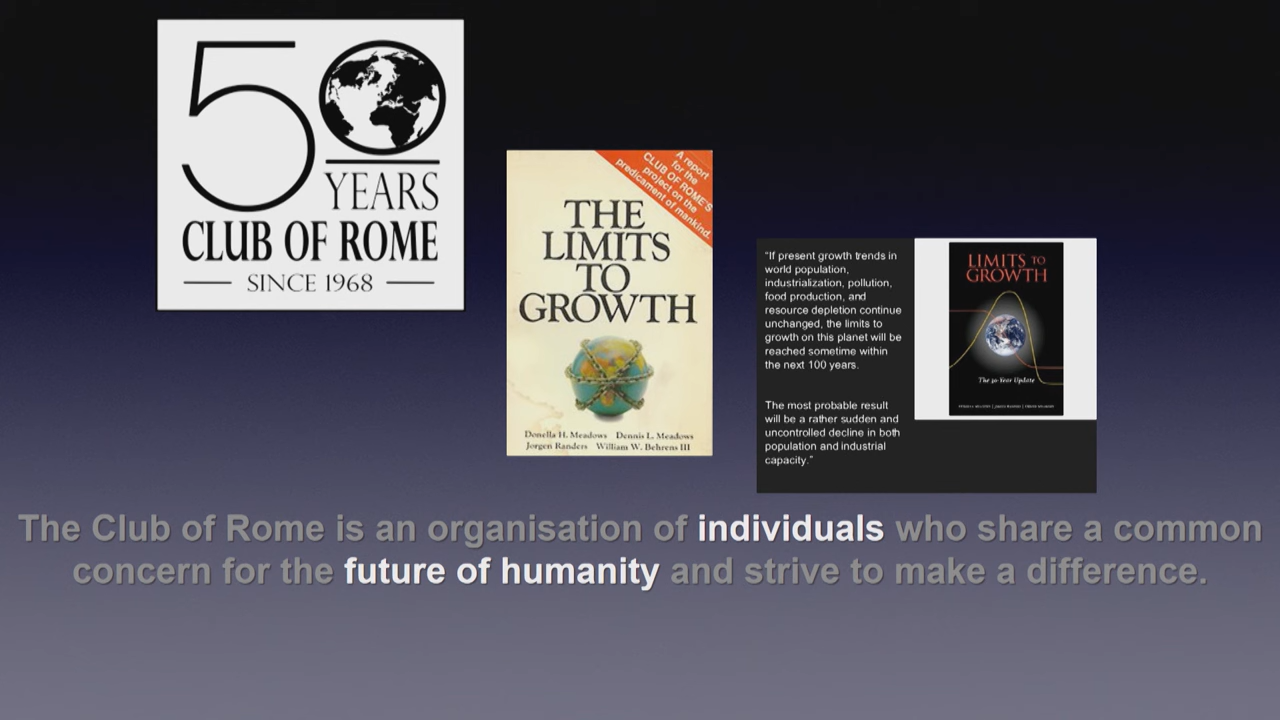 50
YEARS
CLUB OF ROME
SINCE 1968
A report
for the
CLUB OF ROME'S
project on the
predicament of mankind
THE
LIMITS
TO
GROWTH
Donella H. Meadows Dennis L. Meadows
Jorgen Randers William W. Behrens III
"If present growth trends in
world population,
industrialization, pollution,
food production, and
resource depletion continue
unchanged, the limits to
growth on this planet will be
reached sometime within
the next 100 years.
The most probable result
will be a rather sudden and
uncontrolled decline in both
population and industrial
capacity."
LIMITS TO
GROWTH
The 30-Year Update
The Club of Rome is an organisation of individuals who share a common
concern for the future of humanity and strive to make a difference.